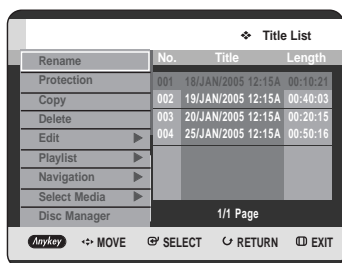 ❖ Title List
No. Title Length
Rename
Protection
Copy
Delete
Edit ▶
Playlist ▶
Navigation ▶
Select Media ▶
Disc Manager
001 18/JAN/2005 12:15A 00:10:21
002 19/JAN/2005 12:15A 00:40:03
003 20/JAN/2005 12:15A 00:20:15
004 25/JAN/2005 12:15A 00:50:16
1/1 Page
Anykey MOVE SELECT RETURN EXIT